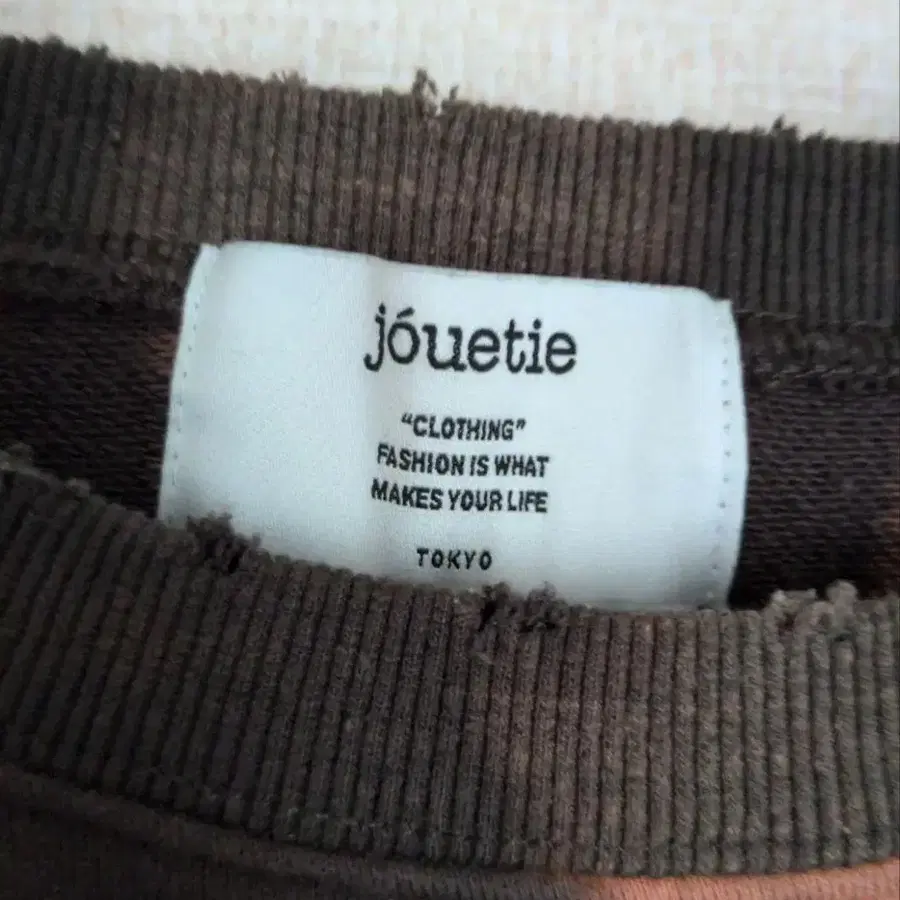 jóuetie
“CLOTHING”
FASHION IS WHAT
MAKES YOUR LIFE
TOKYO